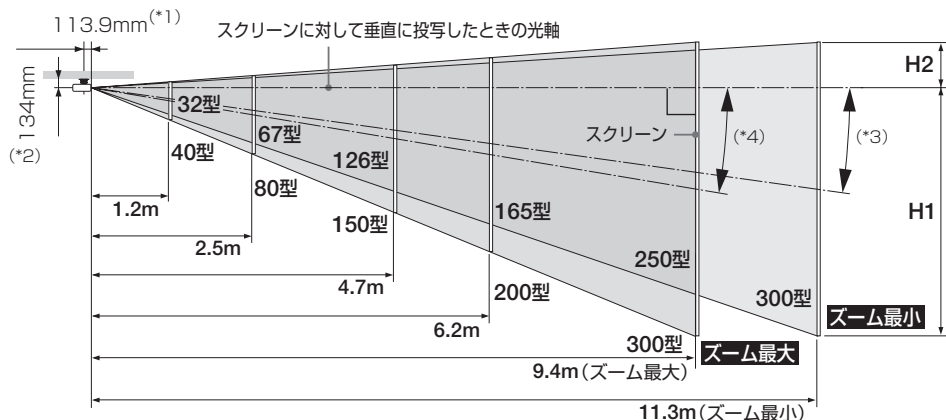 113.9mm(*1)
スクリーンに対して垂直に投写したときの光軸
H2
134mm
(*2)
32型
40型
67型
80型
126型
150型
スクリーン
(*4)
(*3)
H1
1.2m
165型
2.5m
250型
4.7m
200型
300型
6.2m
ズーム最小
300型
ズーム最大
9.4m(ズーム最大)
11.3m(ズーム最小)